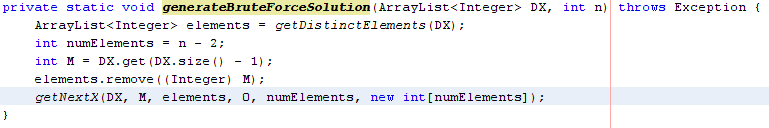 private static void generateBruteForceSolution(ArrayList<Integer> DX, int n) throws Exception {
ArrayList<Integer> elements = getDistinctElements(DX);
int numElements = n - 2;
int M = DX.get(DX.size() - 1);
elements.remove((Integer) M);
getNextX(DX, M, elements, 0, numElements, new int[numElements]);
}